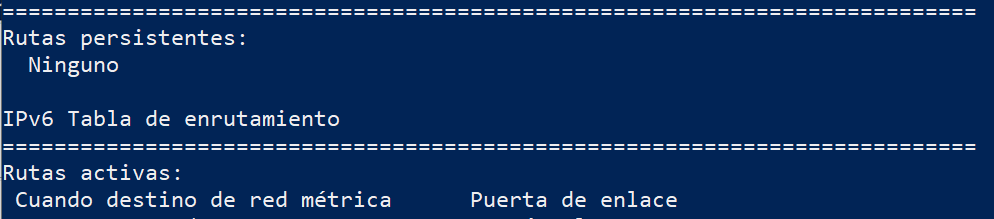 ===========================================================================
Rutas persistentes:
  Ninguno

IPv6 Tabla de enrutamiento
===========================================================================
Rutas activas:
 Cuando destino de red métrica      Puerta de enlace